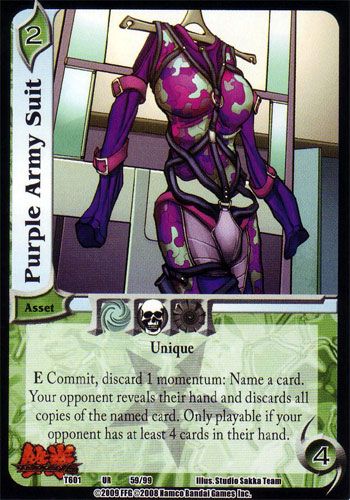 2
Purple Army Suit
Asset
Unique
E Commit, discard 1 momentum: Name a card.
Your opponent reveals their hand and discards all
copies of the named card. Only playable if your
opponent has at least 4 cards in their hand.
4
T601 UR 59/99 Illus. Studio Sakka Team
©2009 FFG ©2008 Namco Bandai Games Inc.